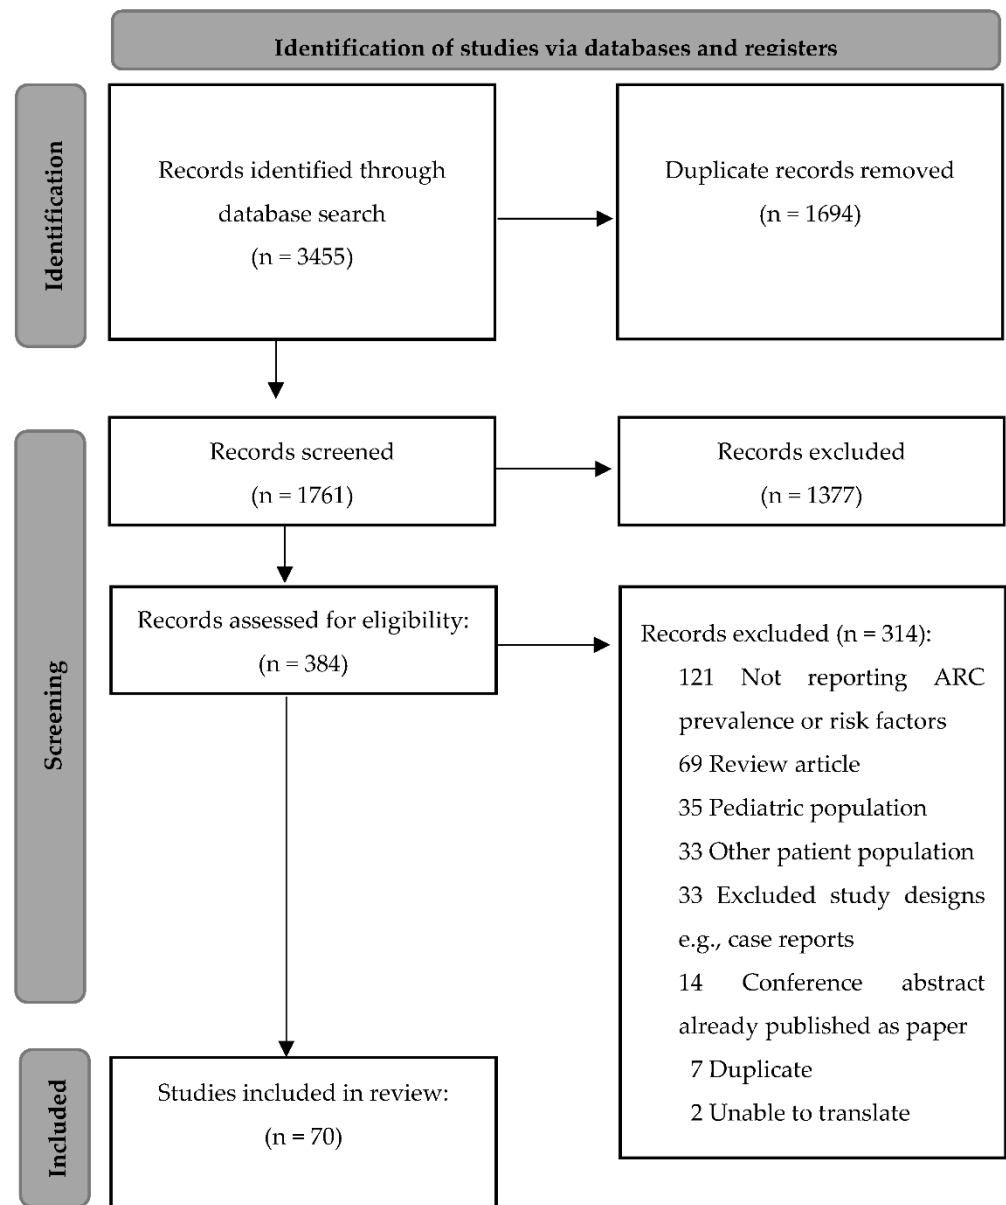 Identification of studies via databases and registers
Identification
Records identified through
database search
(n = 3455)
Duplicate records removed
(n = 1694)
Screening
Records screened
(n = 1761)
Records excluded
(n = 1377)
Records assessed for eligibility:
(n = 384)
Records excluded (n = 314):
121 Not reporting ARC
prevalence or risk factors
69 Review article
35 Pediatric population
33 Other patient population
33 Excluded study designs
e.g., case reports
14 Conference abstract
already published as paper
7 Duplicate
2 Unable to translate
Included
Studies included in review:
(n = 70)